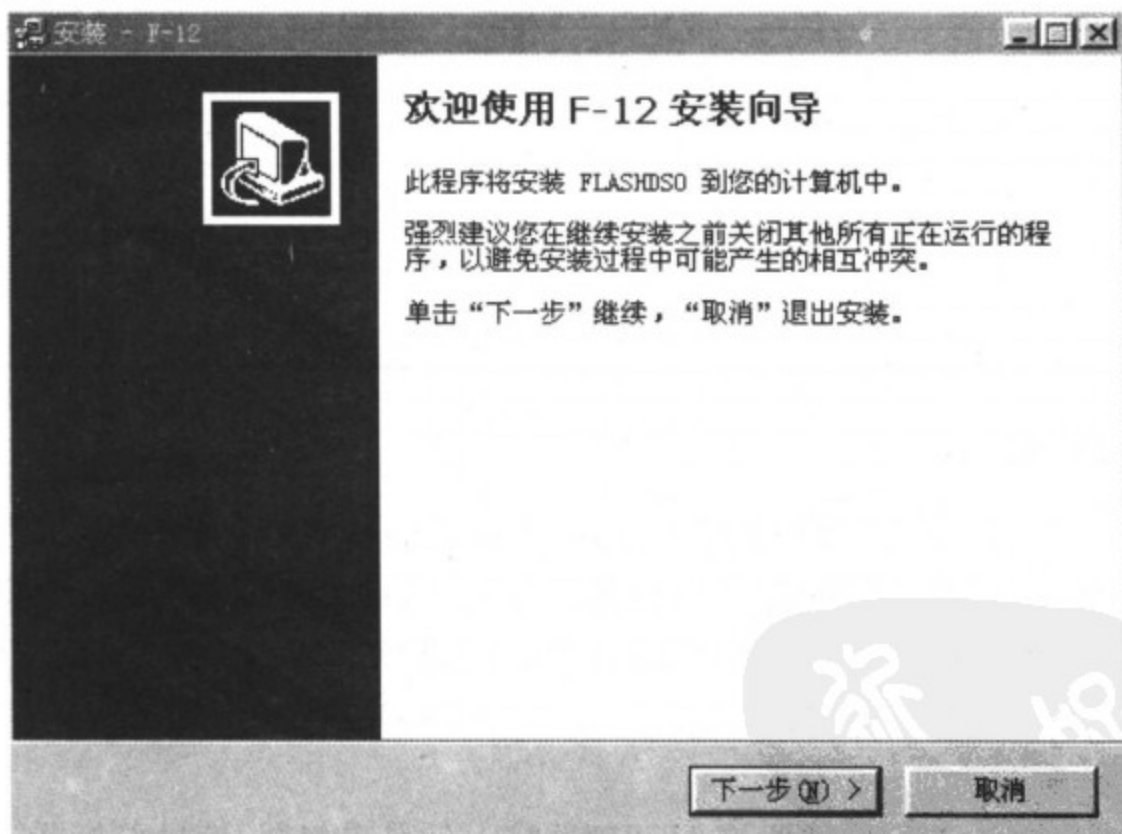 安装 - F-12
欢迎使用 F-12 安装向导
此程序将安装 FLASHDSO 到您的计算机中。
强烈建议您在继续安装之前关闭其他所有正在运行的程
序，以避免安装过程中可能产生的相互冲突。
单击“下一步”继续，“取消”退出安装。
下一步(N) >
取消